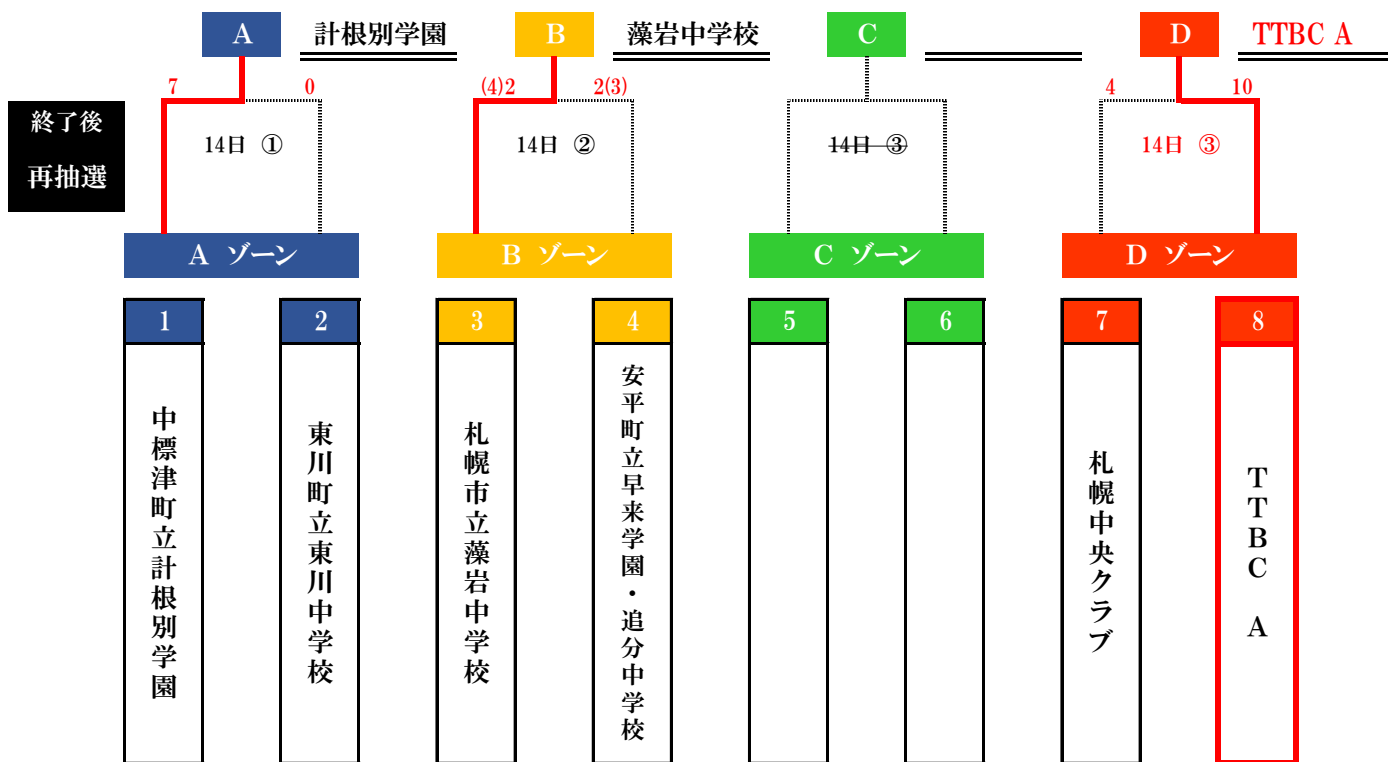 A 計根別学園 B 藻岩中学校 C D TTBC A
7 0 (4)2 2(3) 4 10
終了後
再抽選
14日 ① 14日 ② 14日 ③ 14日 ③
A ゾーン B ゾーン C ゾーン D ゾーン
1 2 3 4 5 6 7 8
中標津町立計根別学園
東川町立東川中学校
札幌市立藻岩中学校
安平町立早来学園・追分中学校
札幌中央クラブ
TTBC A